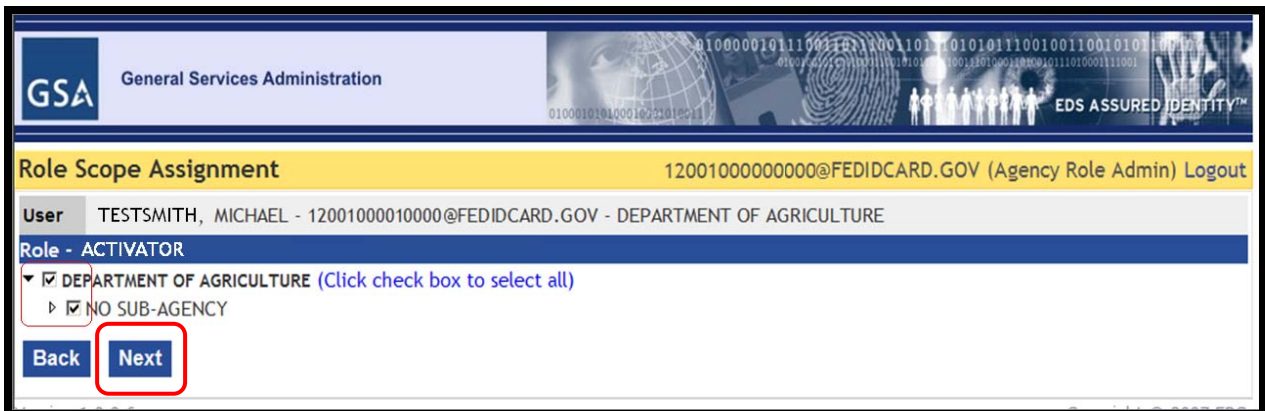 GSA
General Services Administration
EDS ASSURED IDENTITY™
Role Scope Assignment
12001000000000@FEDIDCARD.GOV (Agency Role Admin) Logout
User TESTSMITH, MICHAEL - 12001000010000@FEDIDCARD.GOV - DEPARTMENT OF AGRICULTURE
Role - ACTIVATOR
DEPARTMENT OF AGRICULTURE (Click check box to select all)
NO SUB-AGENCY
Back Next